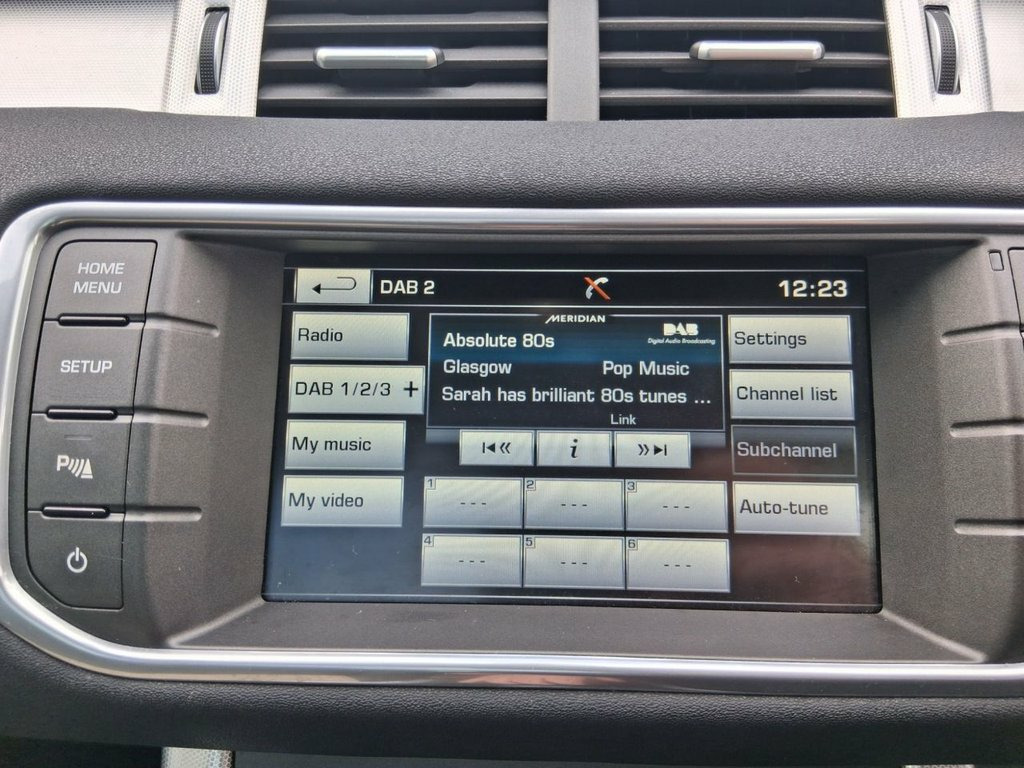 HOME
MENU
SETUP
P
DAB 2
12:23
MERIDIAN
Radio
DAB 1/2/3 +
My music
My video
Absolute 80s
DAB
Digital Audio Broadcasting
Glasgow Pop Music
Sarah has brilliant 80s tunes ...
Link
i
1 ---
2 ---
3 ---
4 ---
5 ---
6 ---
Settings
Channel list
Subchannel
Auto-tune